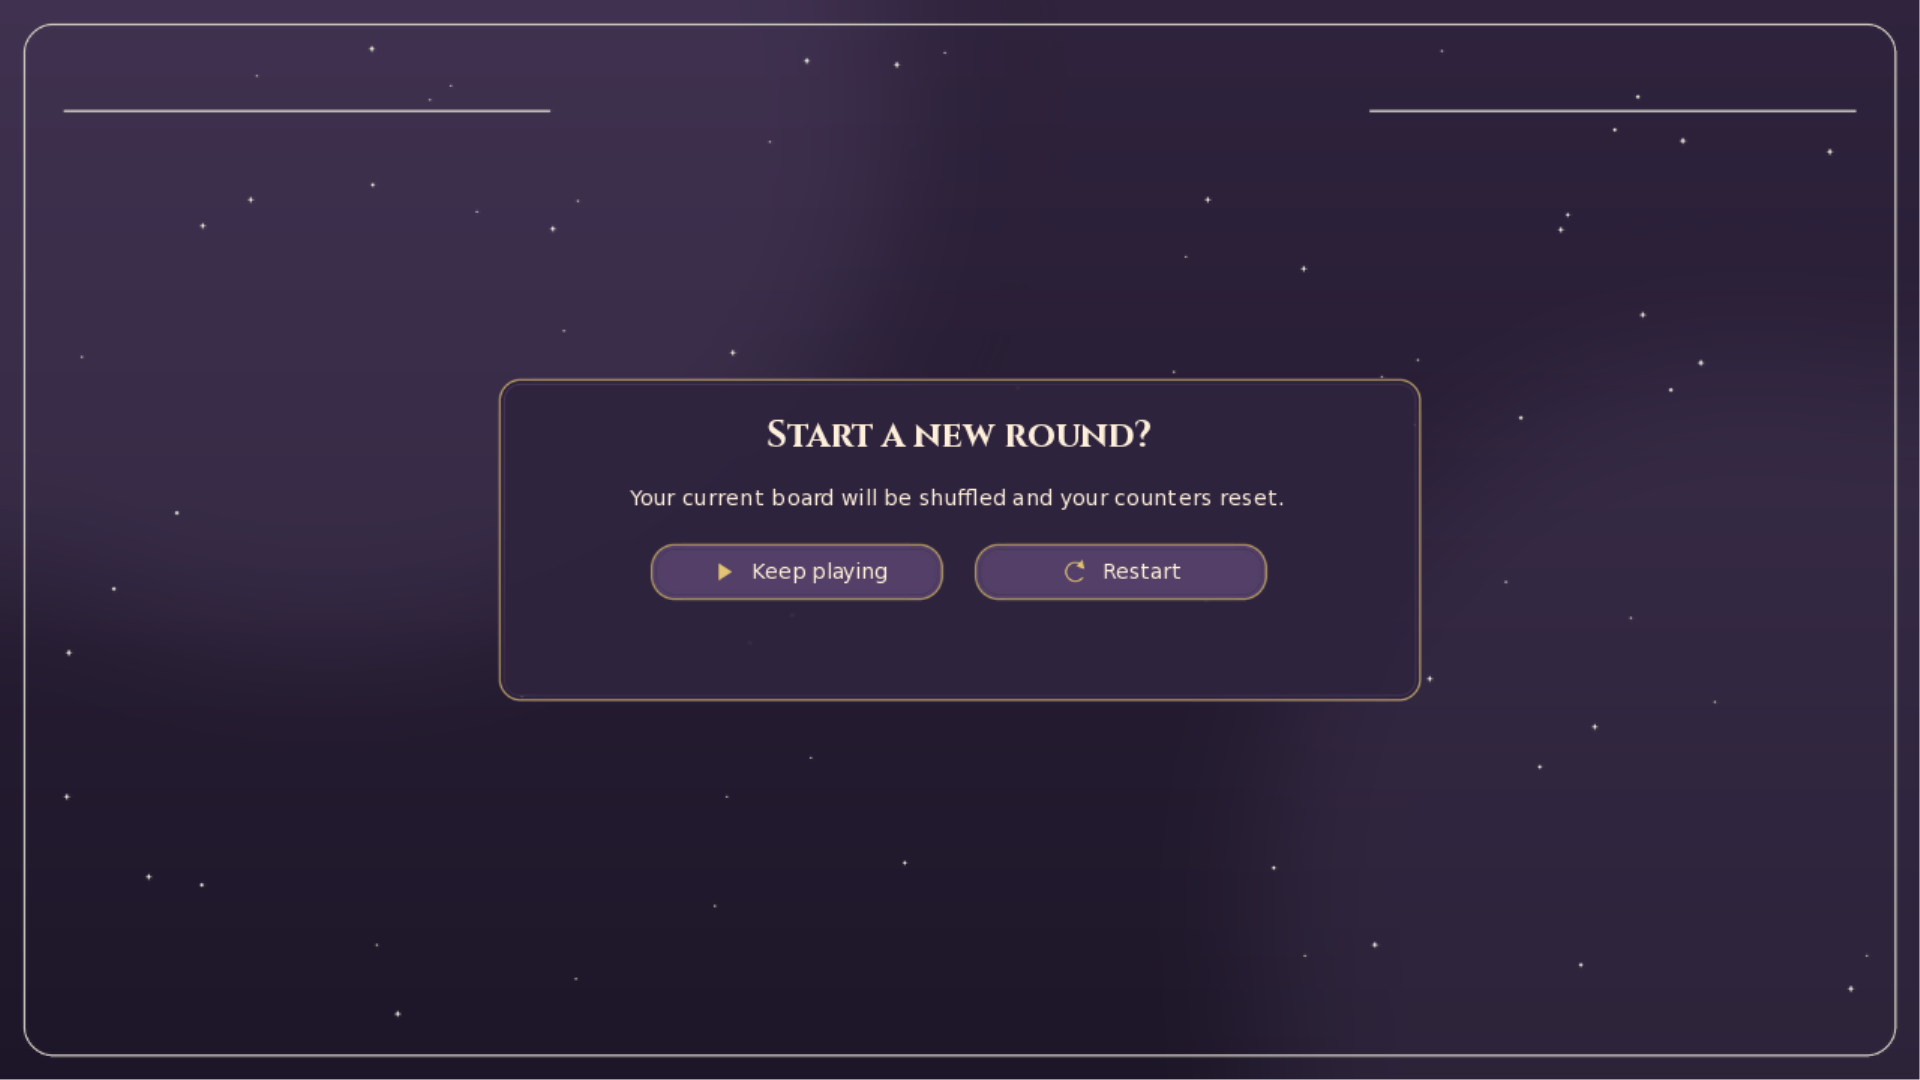 Start a new round?
Your current board will be shuffled and your counters reset.
Keep playing
Restart